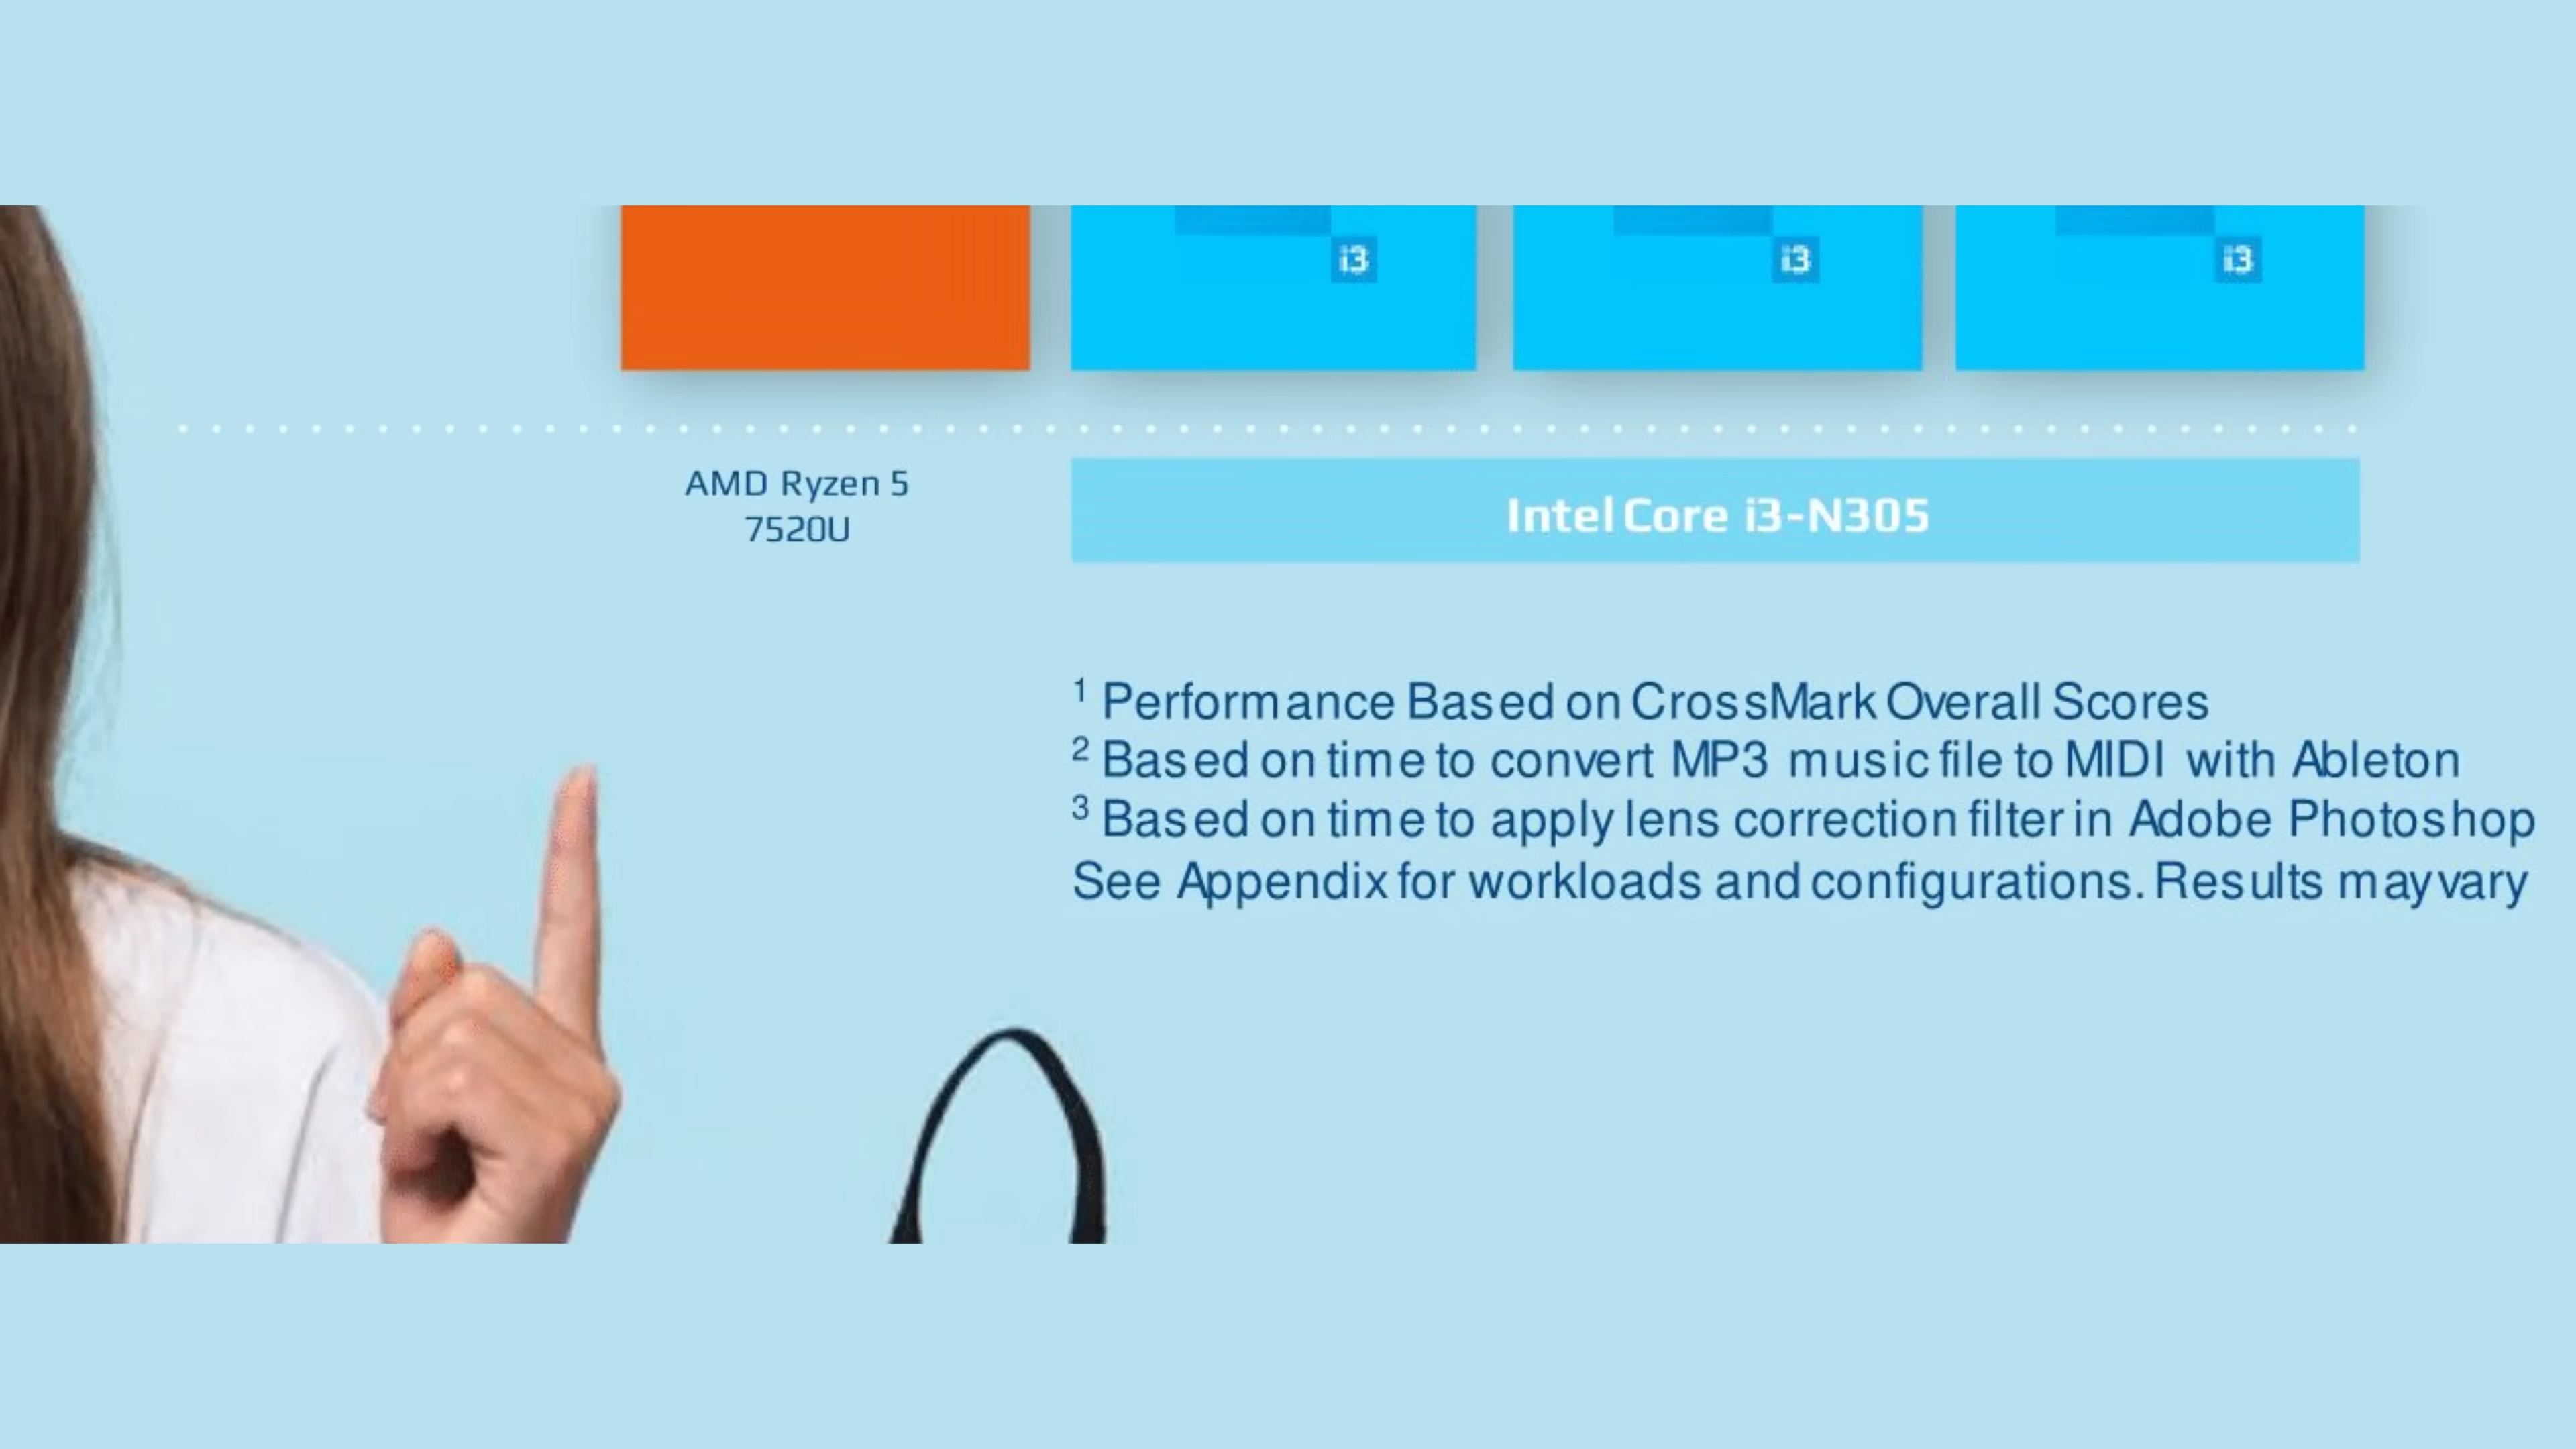 i3
i3
i3
AMD Ryzen 5
7520U
Intel Core i3-N305
1 Performance Based on CrossMark Overall Scores
2 Based on time to convert MP3 music file to MIDI with Ableton
3 Based on time to apply lens correction filter in Adobe Photoshop
See Appendix for workloads and configurations. Results may vary